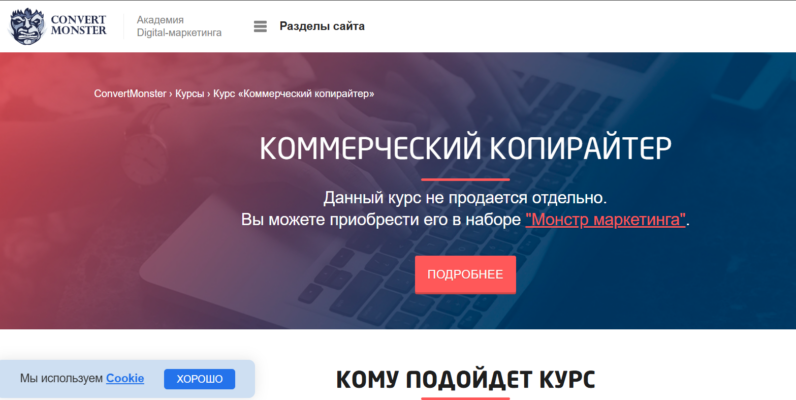 CONVERT
MONSTER
Академия
Digital-маркетинга
Разделы сайта
ConvertMonster › Курсы › Курс «Коммерческий копирайтер»
КОММЕРЧЕСКИЙ КОПИРАЙТЕР
Данный курс не продается отдельно.
Вы можете приобрести его в наборе "Монстр маркетинга".
ПОДРОБНЕЕ
Мы используем Cookie
ХОРОШО
КОМУ ПОДОЙДЕТ КУРС